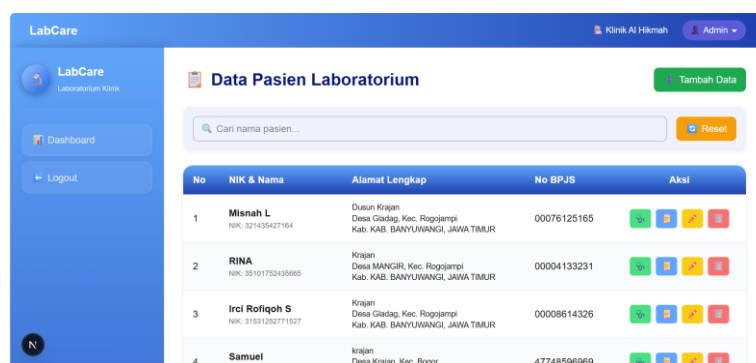 LabCare
Klinik Al Hikmah
Admin
LabCare
Laboratorium Klinik
Dashboard
Logout
Data Pasien Laboratorium
Tambah Data
Cari nama pasien...
Reset
No NIK & Nama Alamat Lengkap No BPJS Aksi
1 Misnah L
NIK: 321435427164
Dusun Krajan
Desa Gladag, Kec. Rogojampi
Kab. KAB. BANYUWANGI, JAWA TIMUR
00076125165
2 RINA
NIK: 35101752435665
Krajan
Desa MANGIR, Kec. Rogojampi
Kab. KAB. BANYUWANGI, JAWA TIMUR
00004133231
3 Irci Rofiqoh S
NIK: 31531252771527
Krajan
Desa Gladag, Kec. Rogojampi
Kab. KAB. BANYUWANGI, JAWA TIMUR
00008614326
4 Samuel
krajan
Desa Krajan, Kec. Bogor
47748596969
N